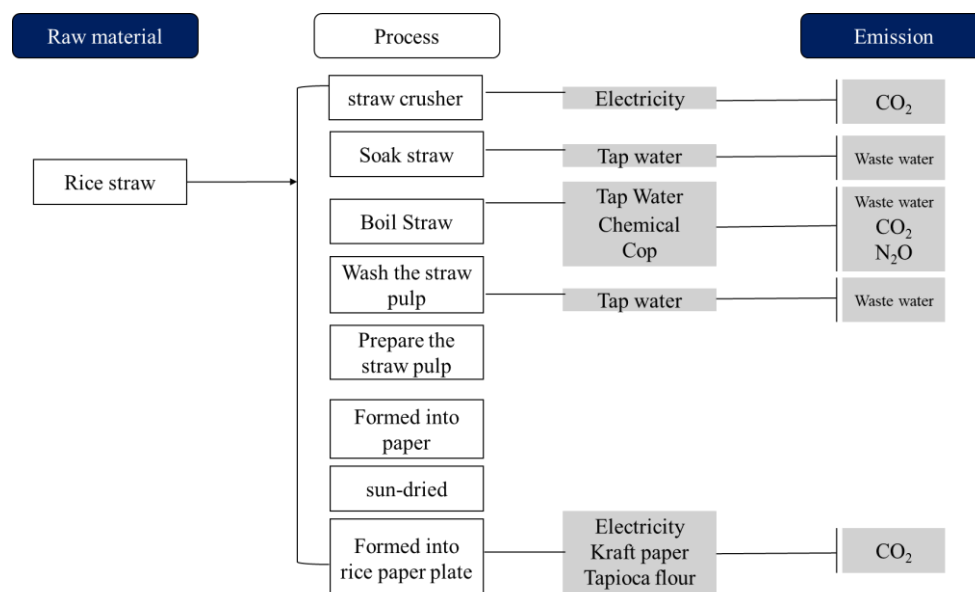 Raw material
Process
Emission
straw crusher
Electricity
CO₂
Soak straw
Tap water
Waste water
Rice straw
Boil Straw
Tap Water
Chemical
Cop
Waste water
CO₂
N₂O
Wash the straw
pulp
Tap water
Waste water
Prepare the
straw pulp
Formed into
paper
sun-dried
Formed into
rice paper plate
Electricity
Kraft paper
Tapioca flour
CO₂